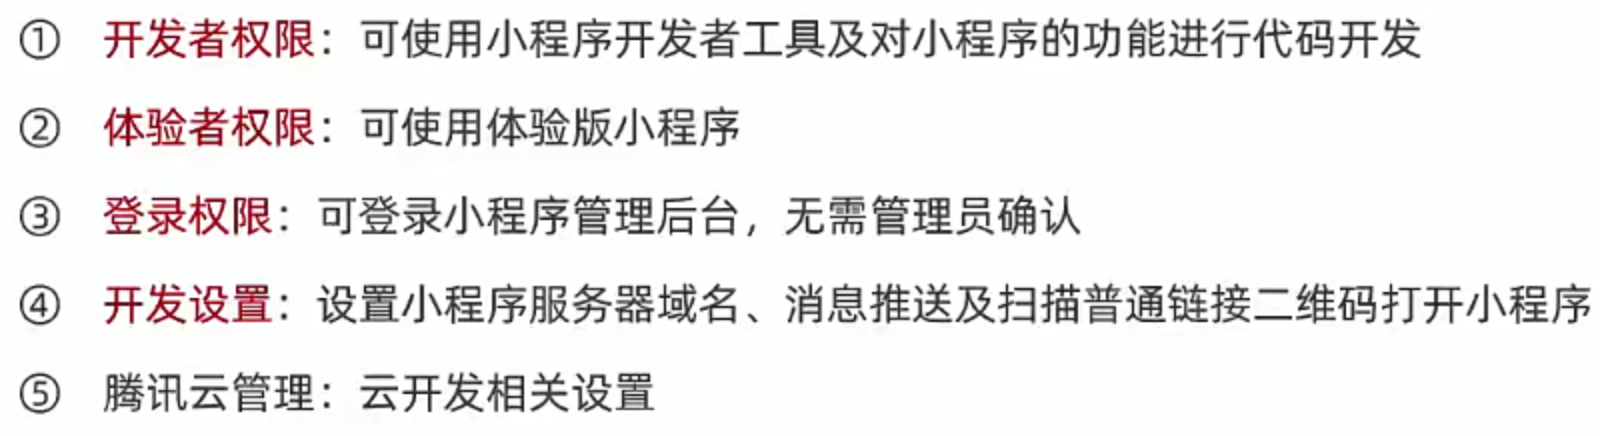 ① 开发者权限：可使用小程序开发者工具及对小程序的功能进行代码开发
② 体验者权限：可使用体验版小程序
③ 登录权限：可登录小程序管理后台，无需管理员确认
④ 开发设置：设置小程序服务器域名、消息推送及扫描普通链接二维码打开小程序
⑤ 腾讯云管理：云开发相关设置